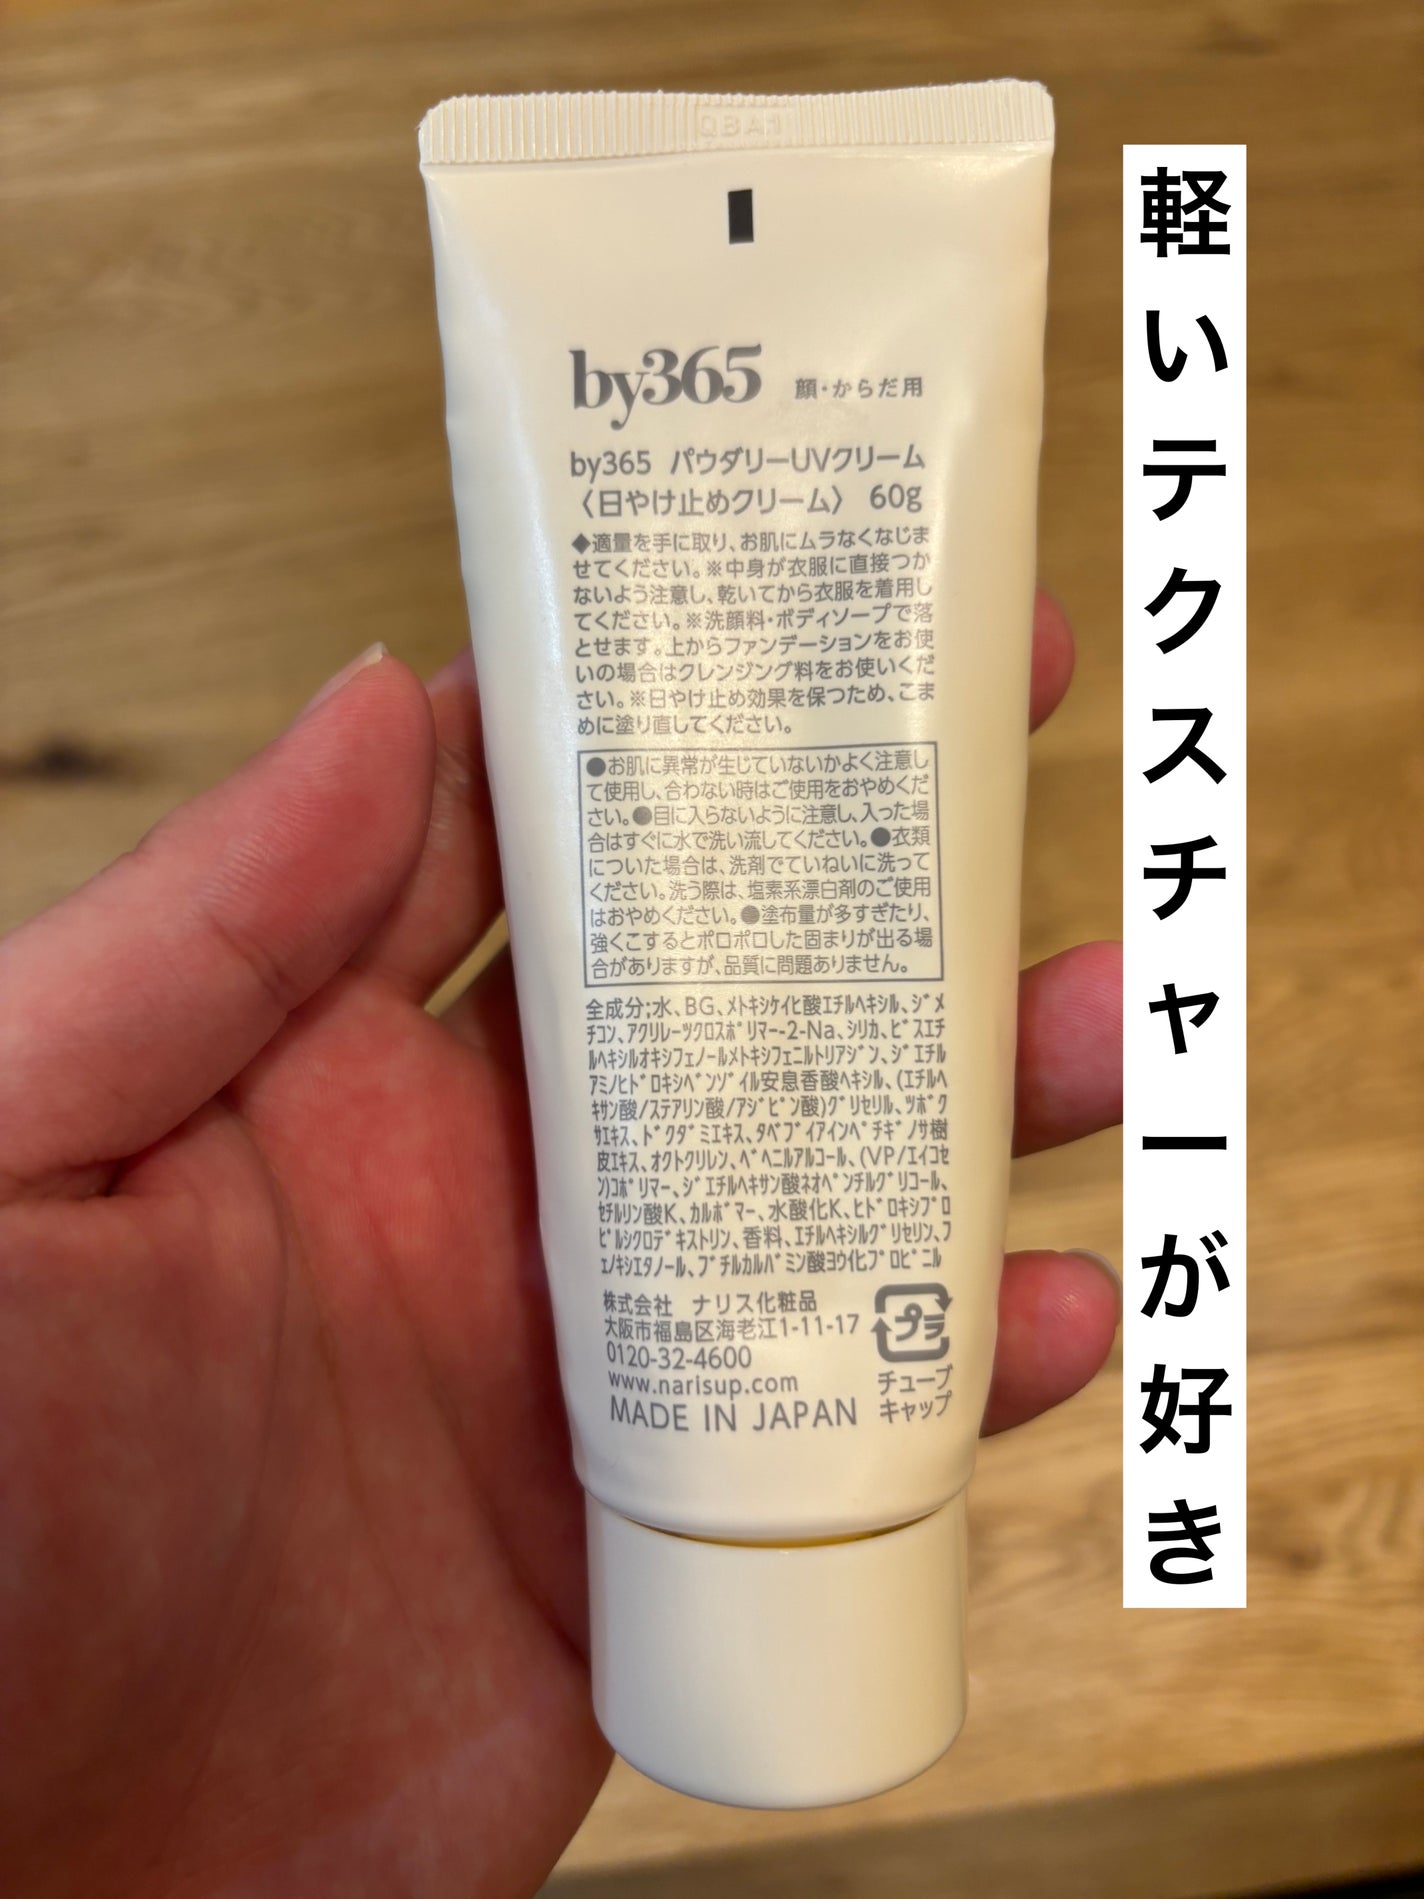 QBA1
by365 顔・からだ用
by365 パウダリーUVクリーム
〈日やけ止めクリーム〉 60g
◆適量を手に取り、お肌にムラなくなじま
せてください。※中身が衣服に直接つか
ないよう注意し、乾いてから衣服を着用し
てください。※洗顔料・ボディソープで落
とせます。上からファンデーションをお使
いの場合はクレンジング料をお使いくだ
さい。※日やけ止め効果を保つため、こま
めに塗り直してください。
●お肌に異常が生じていないかよく注意し
て使用し、合わない時はご使用をおやめくだ
さい。●目に入らないように注意し、入った場
合はすぐに水で洗い流してください。●衣類
についた場合は、洗剤でていねいに洗って
ください。洗う際は、塩素系漂白剤のご使用
はおやめください。●塗布量が多すぎたり、
強くこするとポロポロした固まりが出る場
合がありますが、品質に問題ありません。
全成分;水、BG、ﾒﾄｷｼｹｲﾋ酸ｴﾁﾙﾍｷｼﾙ、ｼﾞﾒ
ﾁｺﾝ、ｱｸﾘﾚｰﾂｸﾛｽﾎﾟﾘﾏｰ-2-Na、ｼﾘｶ、ﾋﾞｽｴﾁ
ﾙﾍｷｼﾙｵｷｼﾌｪﾉｰﾙﾒﾄｷｼﾌｪﾆﾙﾄﾘｱｼﾞﾝ、ｼﾞｴﾁﾙ
ｱﾐﾉﾋﾄﾞﾛｷｼﾍﾞﾝｿﾞｲﾙ安息香酸ﾍｷｼﾙ、(ｴﾁﾙﾍ
ｷｻﾝ酸/ｽﾃｱﾘﾝ酸/ｱｼﾞﾋﾟﾝ酸)ｸﾞﾘｾﾘﾙ、ﾂﾎﾞｸ
ｻｴｷｽ、ﾄﾞｸﾀﾞﾐｴｷｽ、ﾀﾍﾞﾌﾞｲｱｲﾝﾍﾟﾁｷﾞﾉｻ樹
皮ｴｷｽ、ｵｸﾄｸﾘﾚﾝ、ﾍﾞﾍﾆﾙｱﾙｺｰﾙ、(VP/ｴｲｺｾ
ﾝ)ｺﾎﾟﾘﾏｰ、ｼﾞｴﾁﾙﾍｷｻﾝ酸ﾈｵﾍﾟﾝﾁﾙｸﾞﾘｺｰﾙ、
ｾﾁﾙﾘﾝ酸K、ｶﾙﾎﾞﾏｰ、水酸化K、ﾋﾄﾞﾛｷｼﾌﾟﾛ
ﾋﾟﾙｼｸﾛﾃﾞｷｽﾄﾘﾝ、香料、ｴﾁﾙﾍｷｼﾙｸﾞﾘｾﾘﾝ、ﾌ
ｪﾉｷｼｴﾀﾉｰﾙ、ﾌﾞﾁﾙｶﾙﾊﾞﾐﾝ酸ﾖｳ化ﾌﾟﾛﾋﾟﾆﾙ
株式会社 ナリス化粧品
大阪市福島区海老江1-11-17
0120-32-4600
www.narisup.com
MADE IN JAPAN
プラ
チューブ
キャップ
軽いテクスチャーが好き